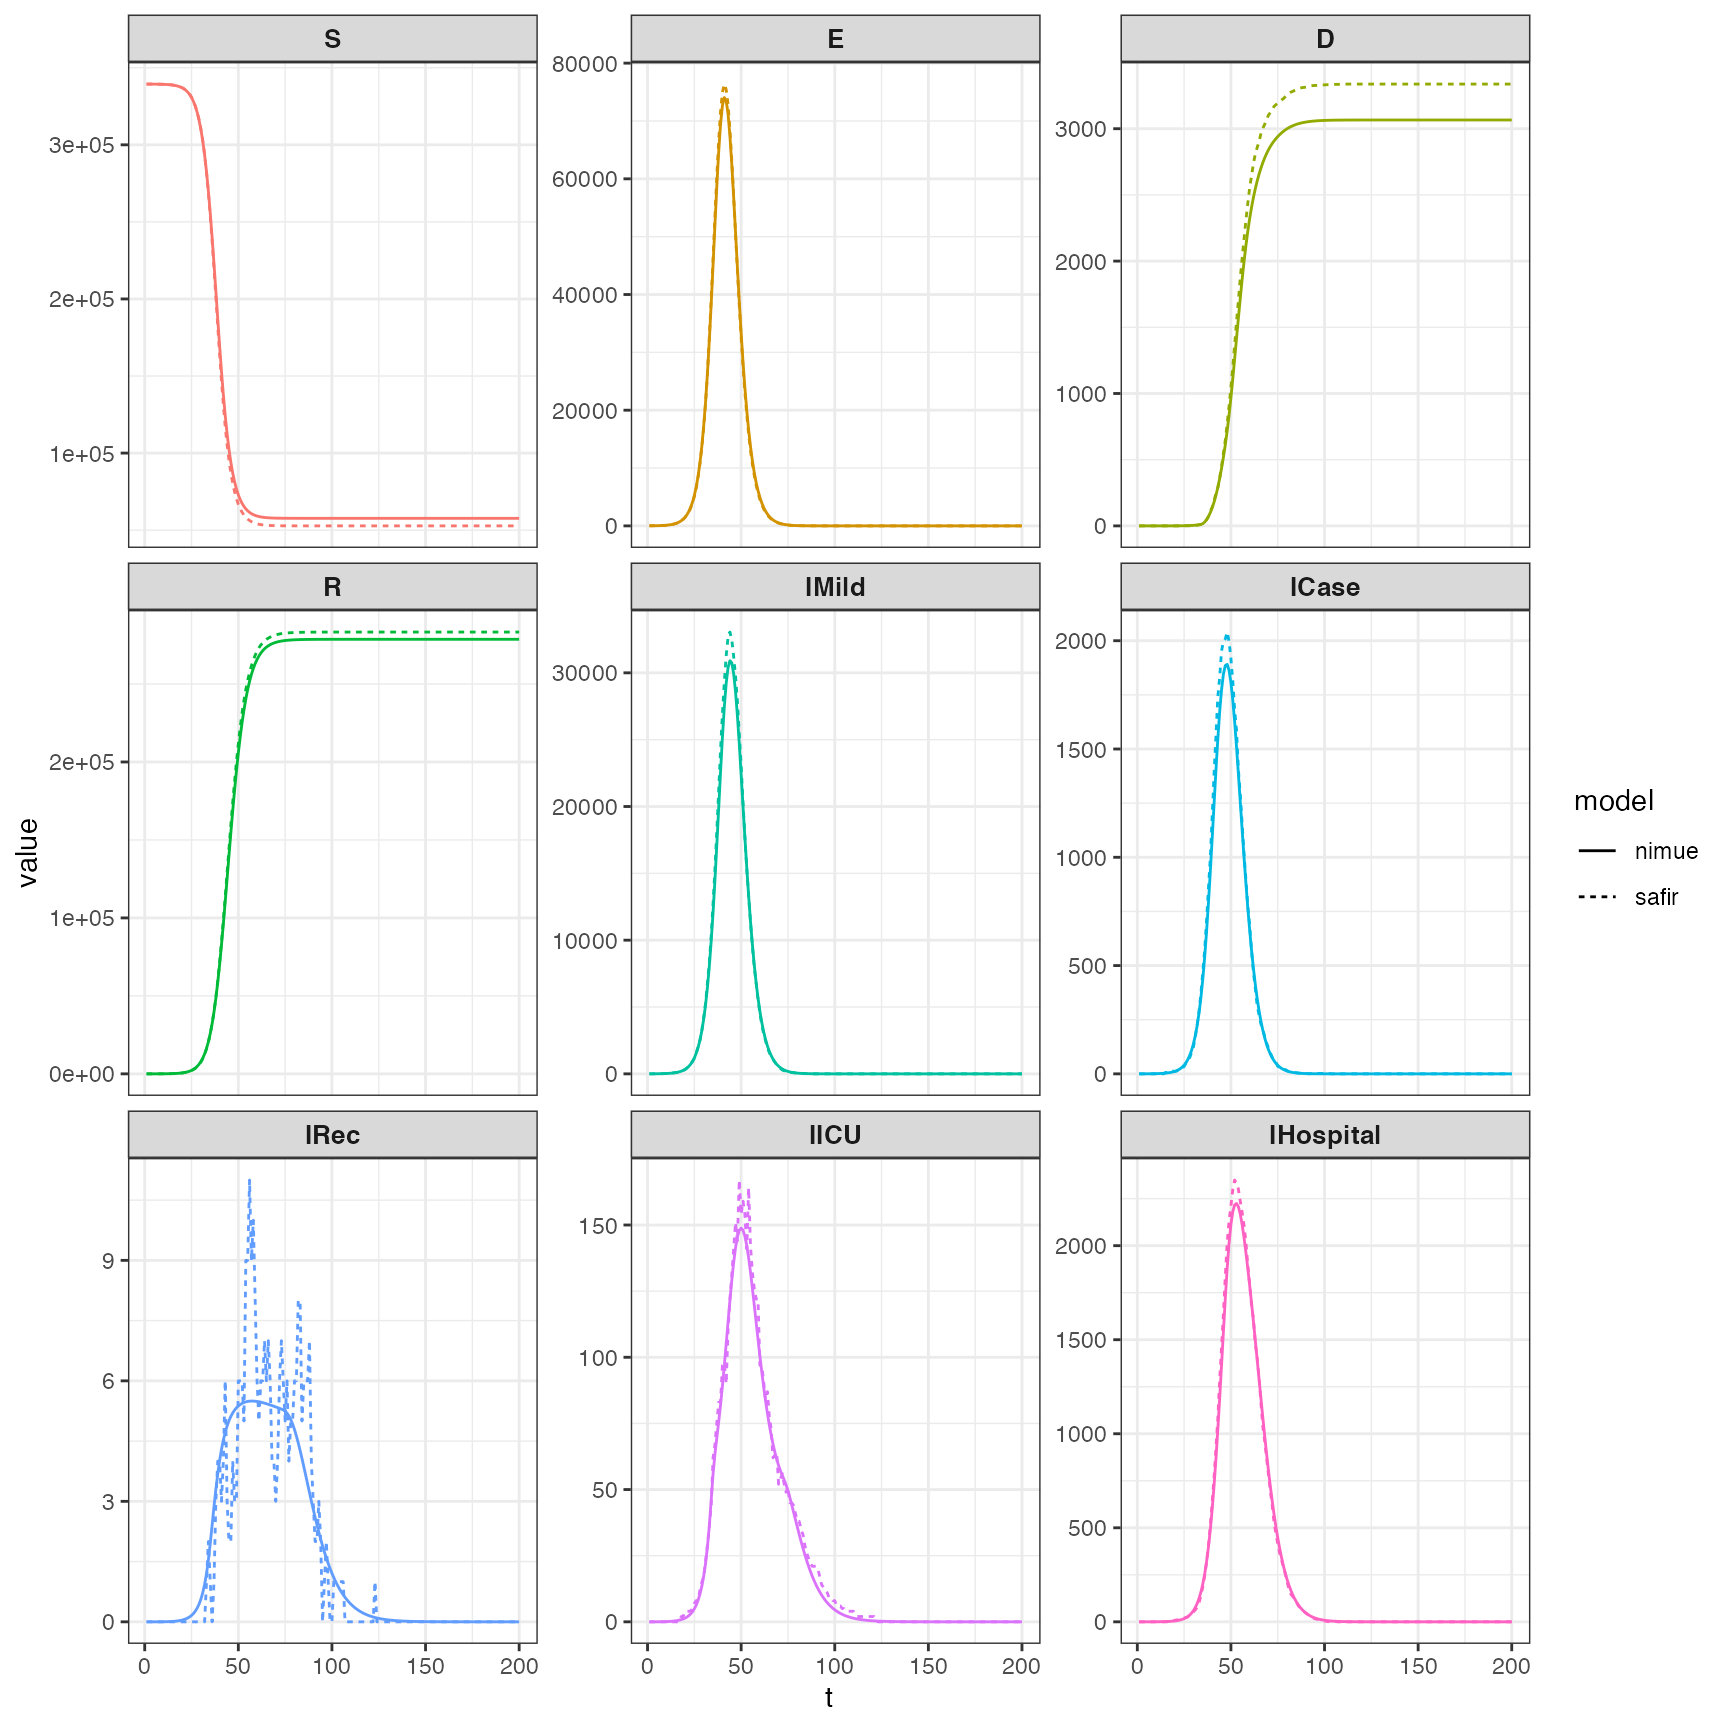 S
E
D
3e+05
2e+05
1e+05
80000
60000
40000
20000
0
3000
2000
1000
0
R
IMild
ICase
2e+05
1e+05
0e+00
30000
20000
10000
0
2000
1500
1000
500
0
IRec
IICU
IHospital
9
6
3
0
150
100
50
0
2000
1500
1000
500
0
0 50 100 150 200
0 50 100 150 200
0 50 100 150 200
t
value
model
nimue
safir